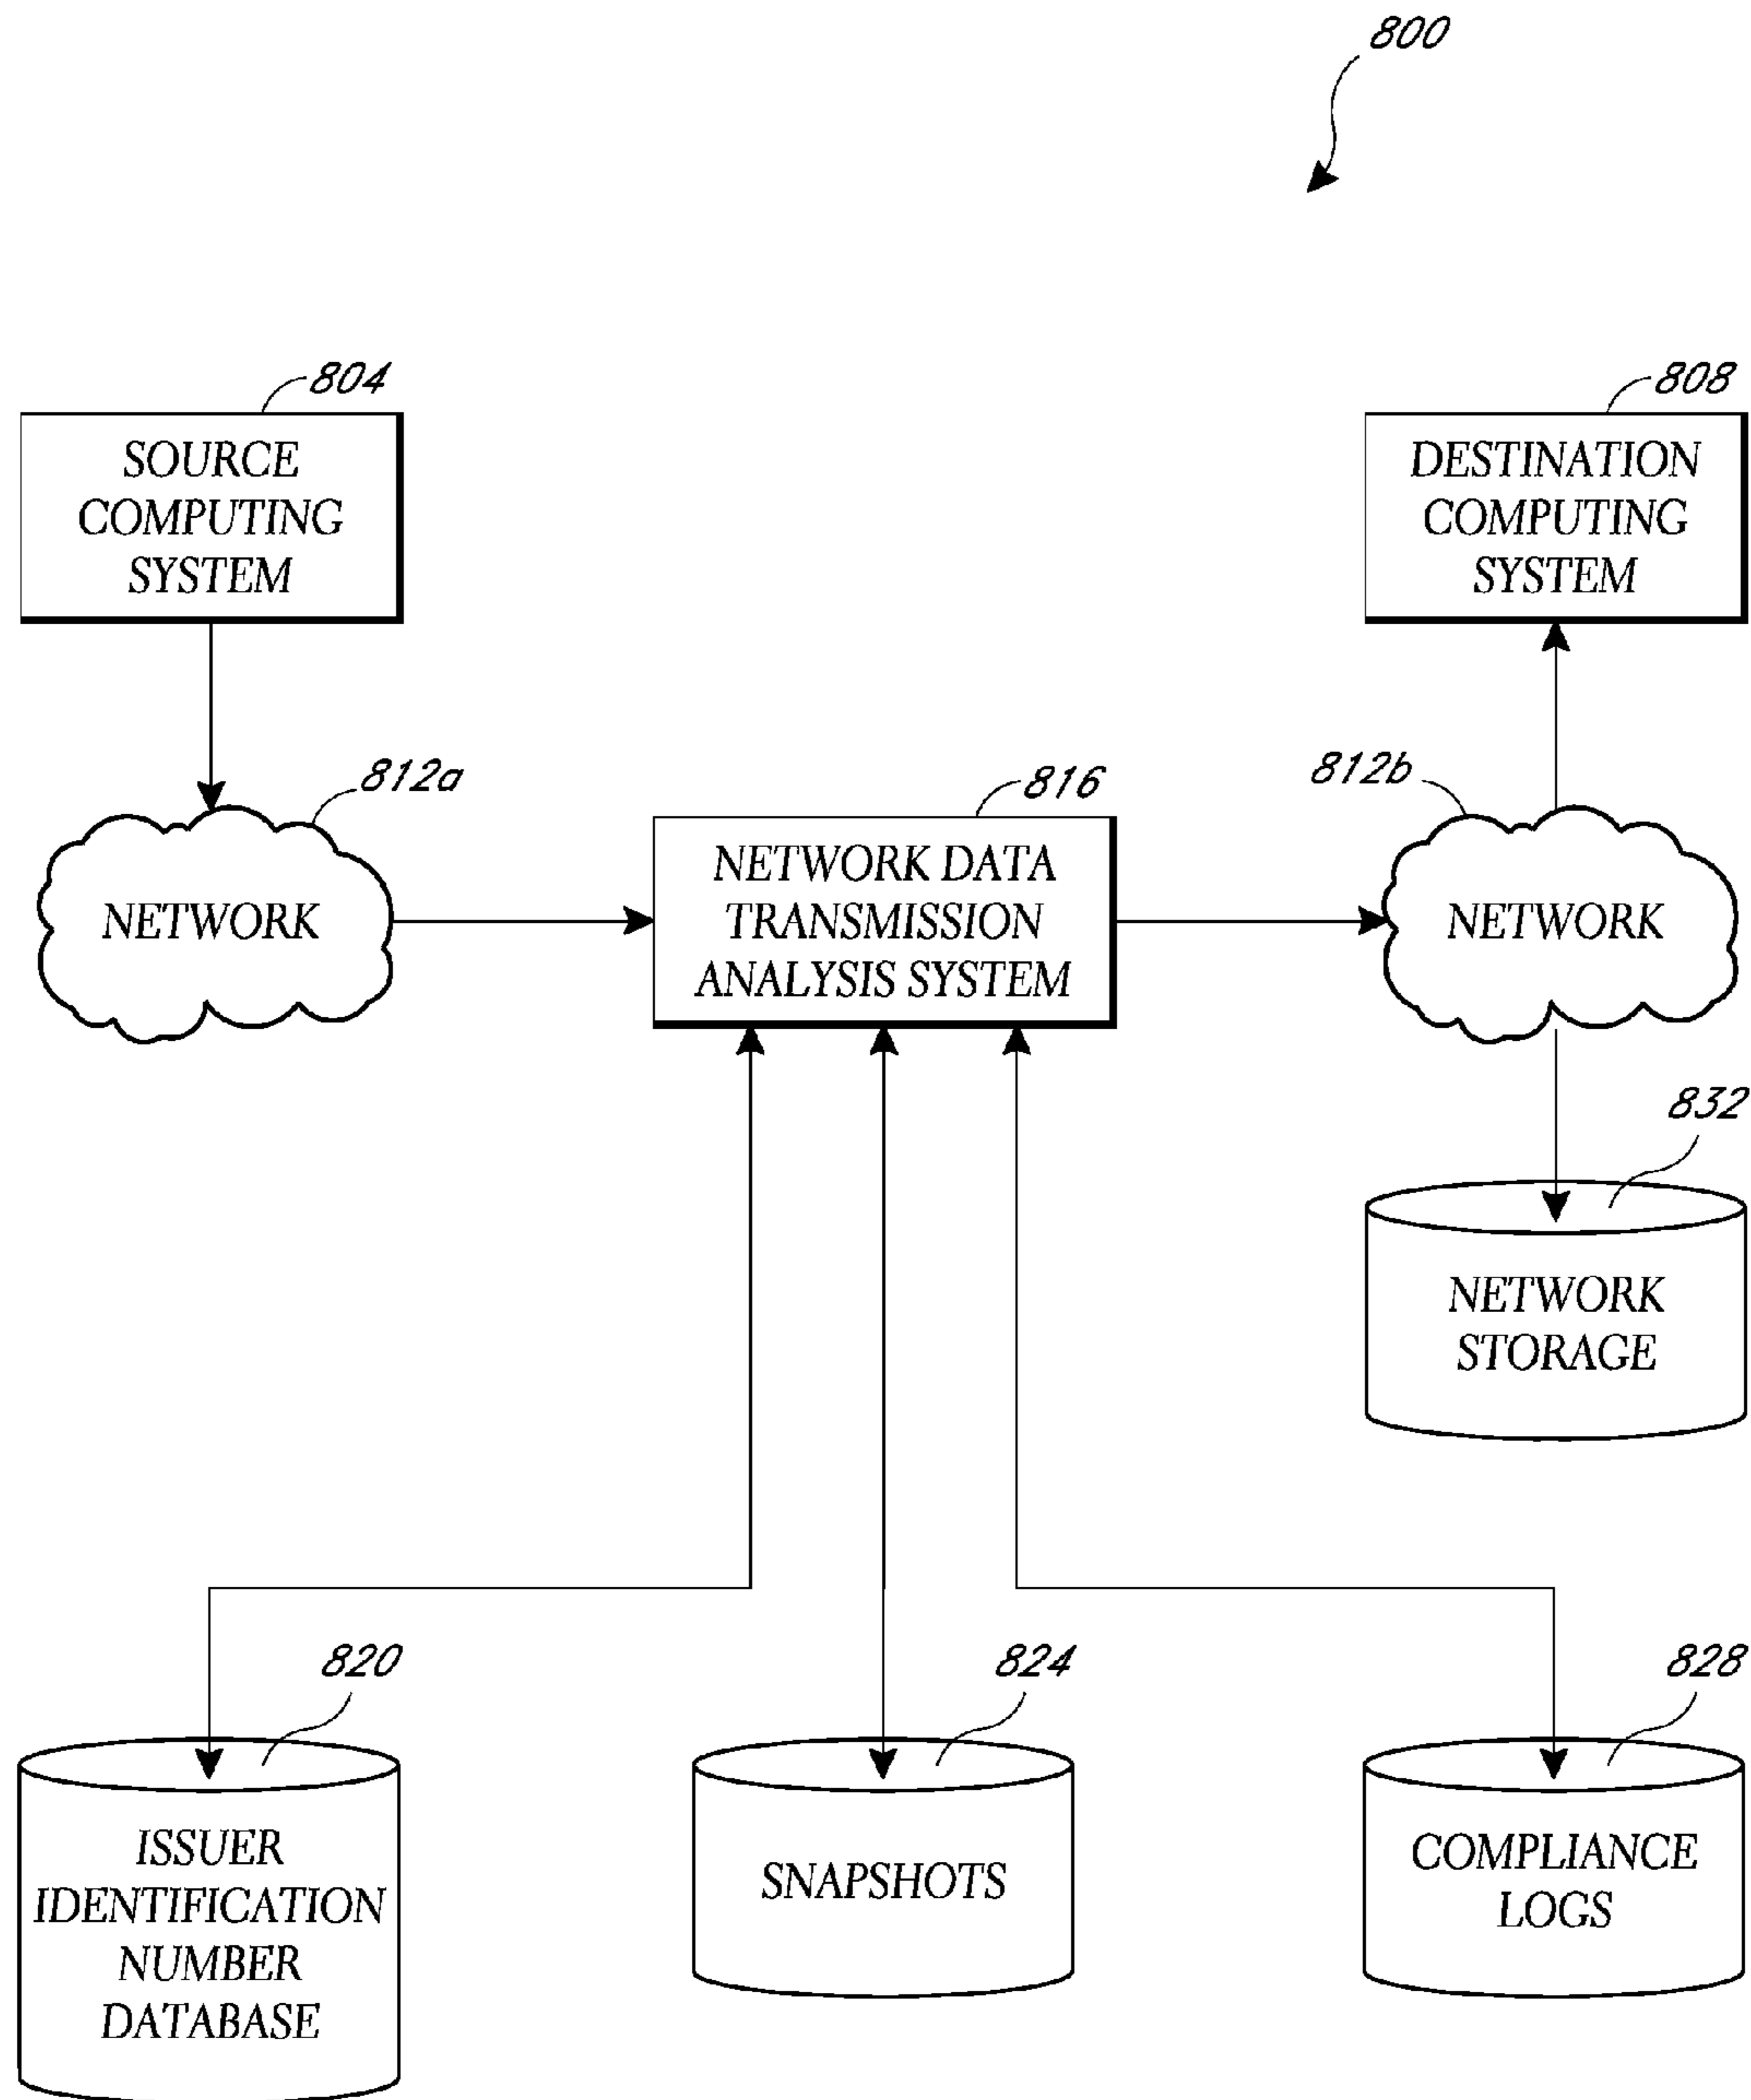 800
804
SOURCE
COMPUTING
SYSTEM
808
DESTINATION
COMPUTING
SYSTEM
812a
NETWORK
816
NETWORK DATA
TRANSMISSION
ANALYSIS SYSTEM
812b
NETWORK
832
NETWORK
STORAGE
820
ISSUER
IDENTIFICATION
NUMBER
DATABASE
824
SNAPSHOTS
828
COMPLIANCE
LOGS